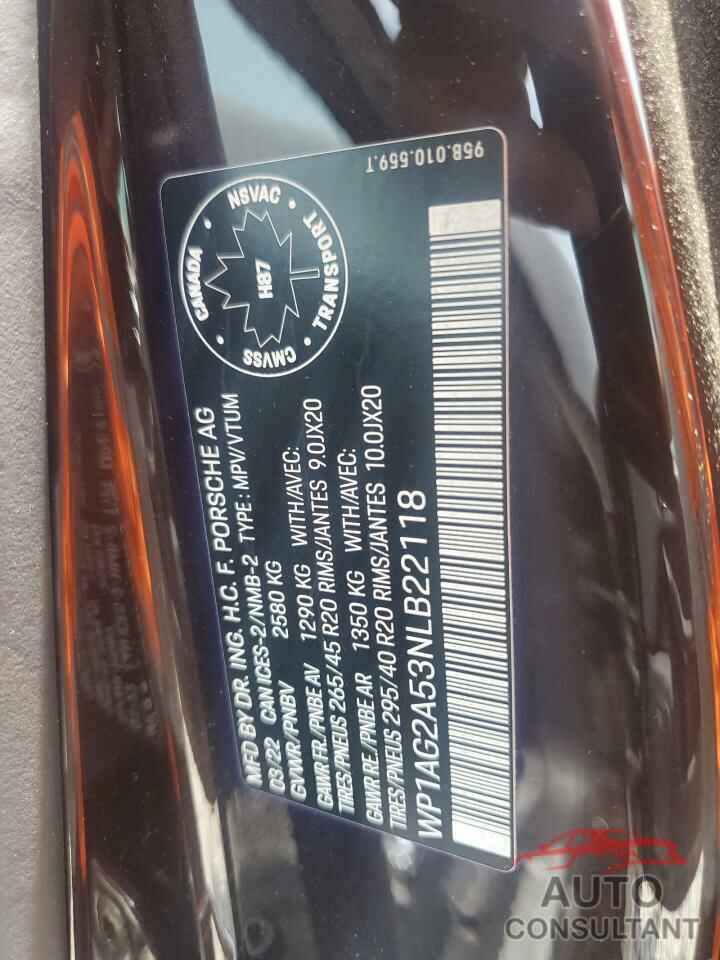 95B.010.559.T
CANADA
NSVAC
H87
CMVSS
TRANSPORT
MFD BY DR. ING. H.C. F. PORSCHE AG
03/22 CAN ICES-2/NMB-2 TYPE: MPV/VTUM
GVWR/PNBV 2580 KG
GAWR FR./PNBE AV 1290 KG WITH/AVEC:
TIRES/PNEUS 265/45 R20 RIMS/JANTES 9.0JX20
GAWR RE./PNBE AR 1350 KG WITH/AVEC:
TIRES/PNEUS 295/40 R20 RIMS/JANTES 10.0JX20
WP1AG2A53NLB22118
AUTO
CONSULTANT